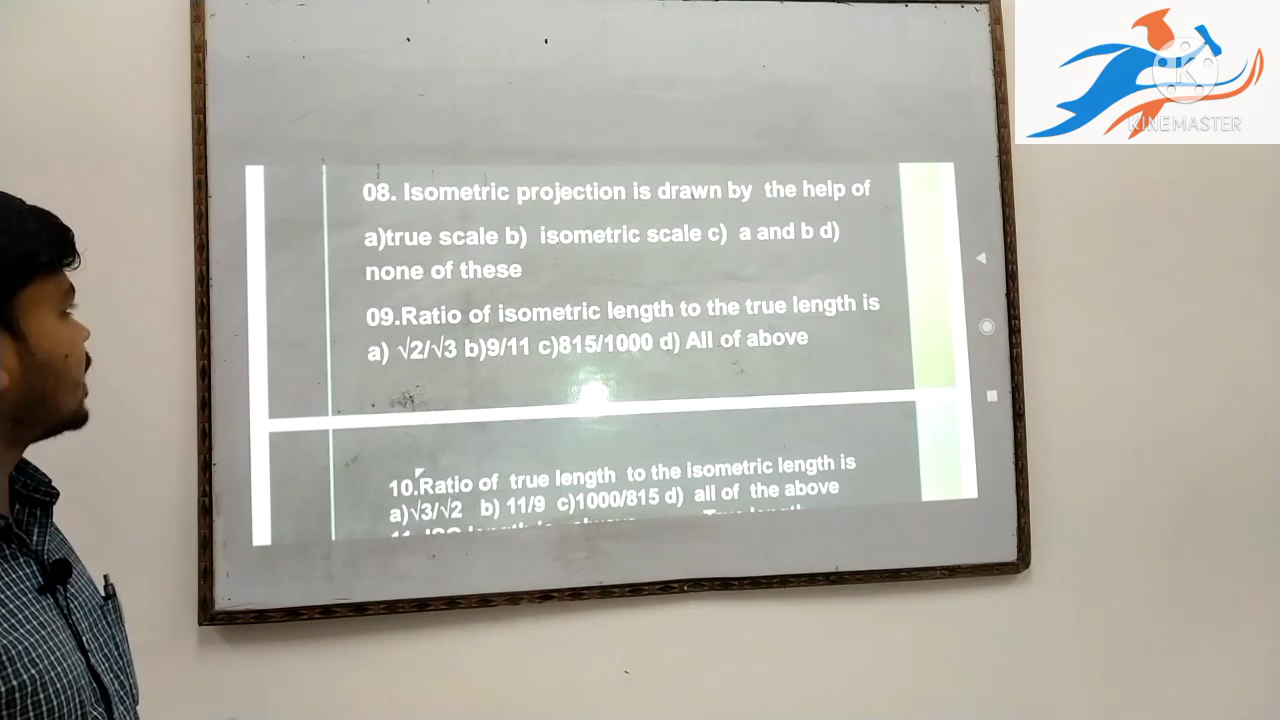 KINEMASTER
08. Isometric projection is drawn by the help of
a)true scale b) isometric scale c) a and b d)
none of these
09.Ratio of isometric length to the true length is
a) √2/√3 b)9/11 c)815/1000 d) All of above
10.Ratio of true length to the isometric length is
a)√3/√2 b) 11/9 c)1000/815 d) all of the above